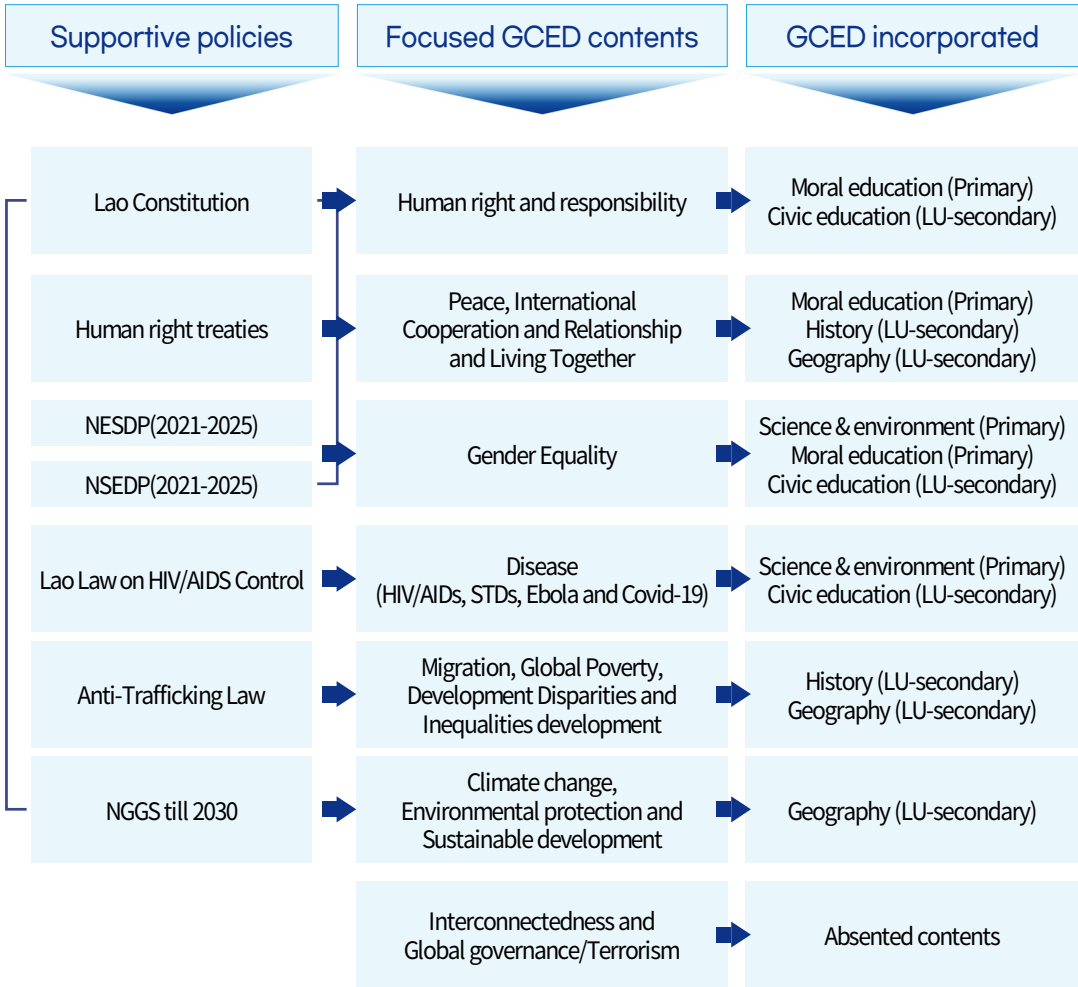 Supportive policies
Focused GCED contents
GCED incorporated
Lao Constitution
Human right and responsibility
Moral education (Primary)
Civic education (LU-secondary)
Human right treaties
Peace, International
Cooperation and Relationship
and Living Together
Moral education (Primary)
History (LU-secondary)
Geography (LU-secondary)
NESDP(2021-2025)
NSEDP(2021-2025)
Gender Equality
Science & environment (Primary)
Moral education (Primary)
Civic education (LU-secondary)
Lao Law on HIV/AIDS Control
Disease
(HIV/AIDs, STDs, Ebola and Covid-19)
Science & environment (Primary)
Civic education (LU-secondary)
Anti-Trafficking Law
Migration, Global Poverty,
Development Disparities and
Inequalities development
History (LU-secondary)
Geography (LU-secondary)
NGGS till 2030
Climate change,
Environmental protection and
Sustainable development
Geography (LU-secondary)
Interconnectedness and
Global governance/Terrorism
Absented contents